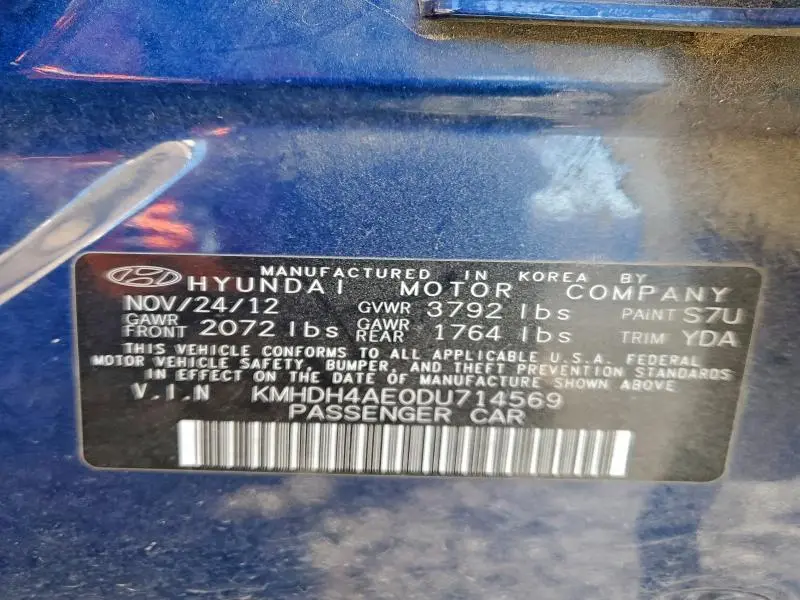 MANUFACTURED IN KOREA BY
HYUNDAI MOTOR COMPANY
NOV/24/12 GVWR 3792 lbs PAINT S7U
GAWR FRONT 2072 lbs GAWR REAR 1764 lbs TRIM YDA
THIS VEHICLE CONFORMS TO ALL APPLICABLE U.S.A. FEDERAL
MOTOR VEHICLE SAFETY, BUMPER, AND THEFT PREVENTION STANDARDS
IN EFFECT ON THE DATE OF MANUFACTURE SHOWN ABOVE.
V.I.N KMHDH4AE0DU714569
PASSENGER CAR